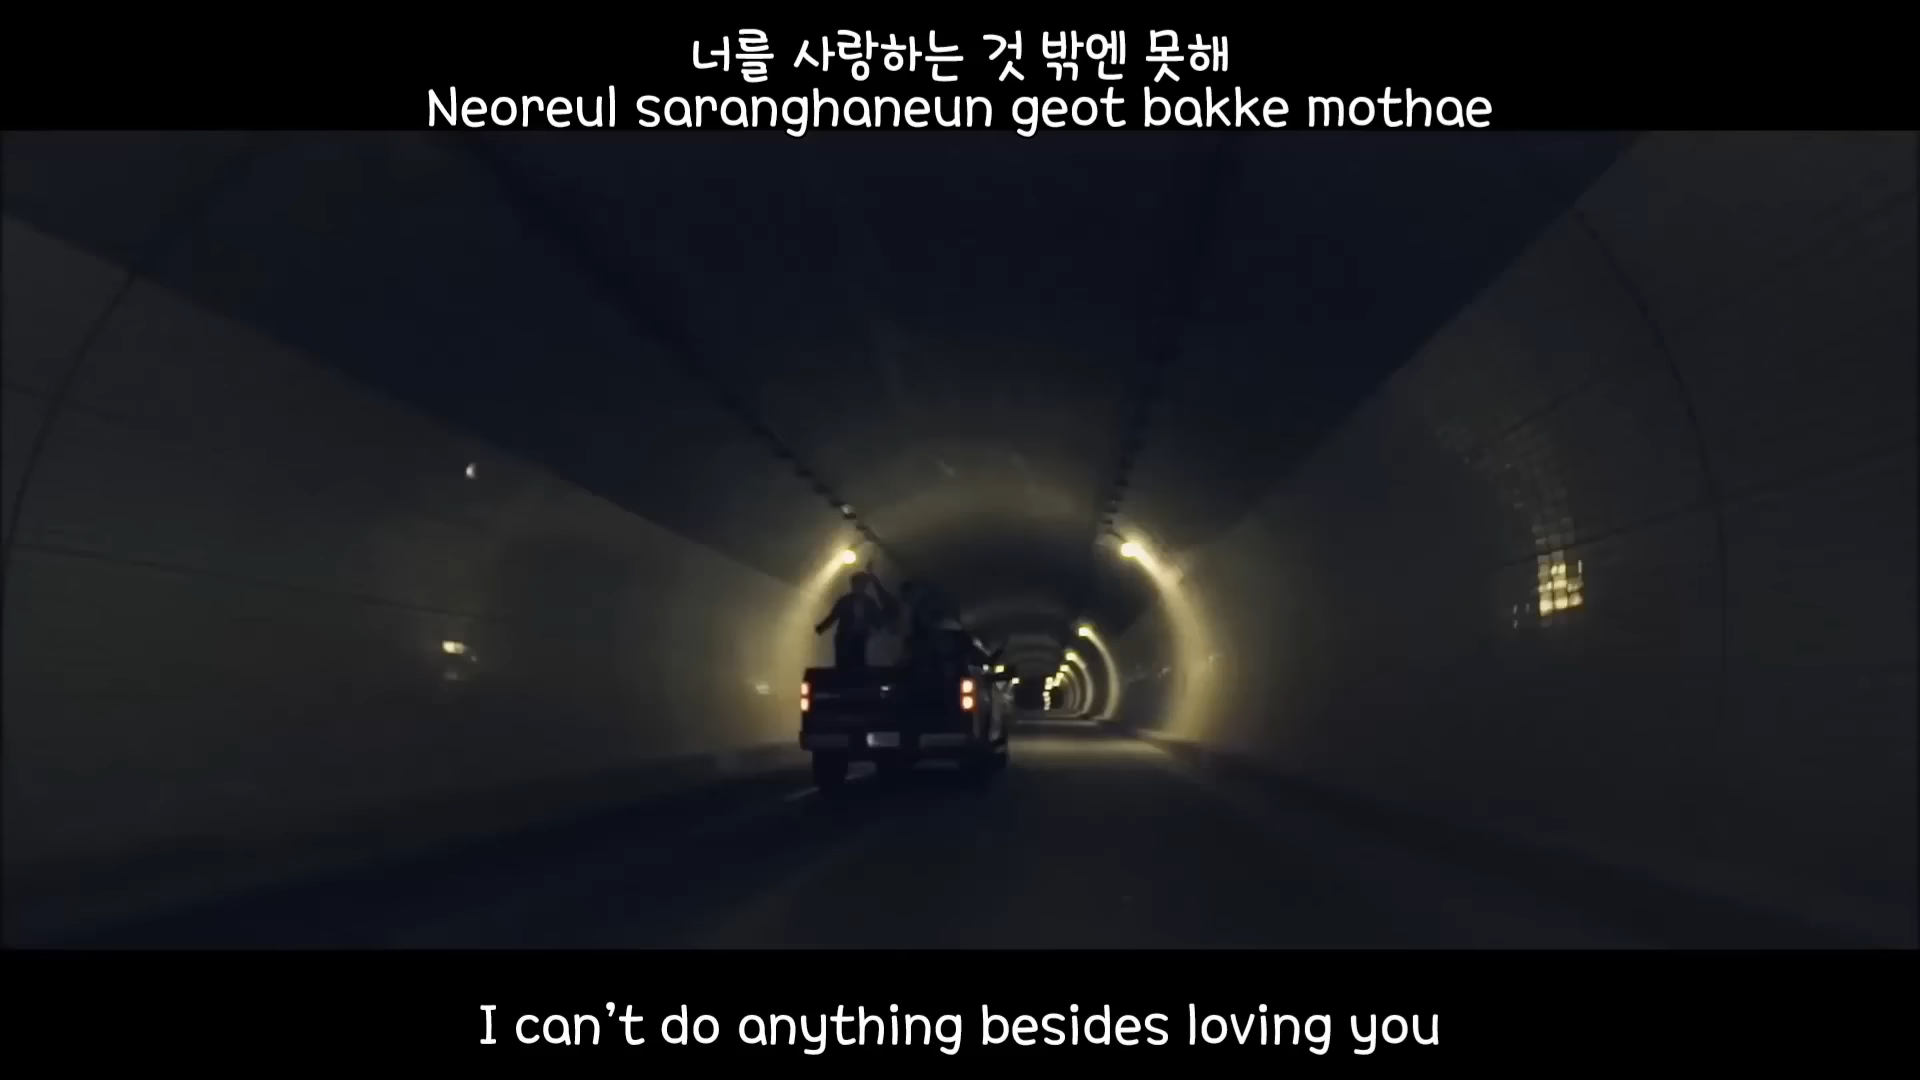 너를 사랑하는 것 밖엔 못해
Neoreul saranghaneun geot bakke mothae
I can't do anything besides loving you